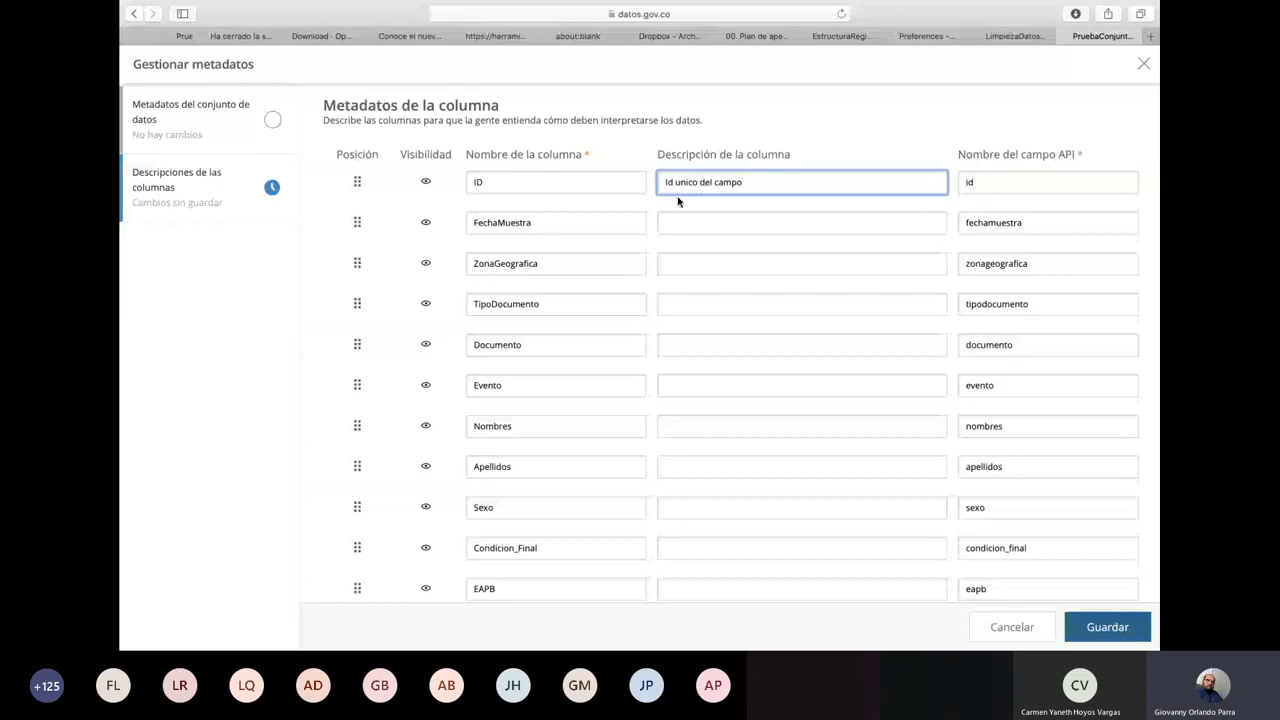 datos.gov.co
Prue
Ha cerrado la s...
Download - Op...
Conoce el nuev...
https://herrami...
about:blank
Dropbox - Arch...
00. Plan de ape...
EstructuraRegi...
Preferences -...
LimpiezaDatos...
PruebaConjunt...
Gestionar metadatos
Metadatos del conjunto de
datos
No hay cambios
Descripciones de las
columnas
Cambios sin guardar
Metadatos de la columna
Describe las columnas para que la gente entienda cómo deben interpretarse los datos.
Posición Visibilidad Nombre de la columna * Descripción de la columna Nombre del campo API *
ID Id unico del campo id
FechaMuestra fechamuestra
ZonaGeografica zonageografica
TipoDocumento tipodocumento
Documento documento
Evento evento
Nombres nombres
Apellidos apellidos
Sexo sexo
Condicion_Final condicion_final
EAPB eapb
Cancelar Guardar
+125 FL LR LQ AD GB AB JH GM JP AP CV
Carmen Yaneth Hoyos Vargas Giovanny Orlando Parra